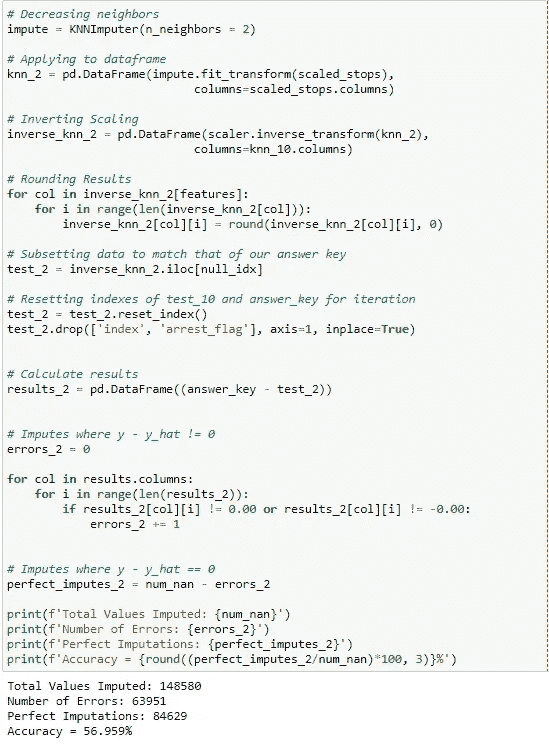 # Decreasing neighbors
impute = KNNImputer(n_neighbors = 2)
# Applying to dataframe
knn_2 = pd.DataFrame(impute.fit_transform(scaled_stops),
columns=scaled_stops.columns)
# Inverting Scaling
inverse_knn_2 = pd.DataFrame(scaler.inverse_transform(knn_2),
columns=knn_10.columns)
# Rounding Results
for col in inverse_knn_2[features]:
for i in range(len(inverse_knn_2[col])):
inverse_knn_2[col][i] = round(inverse_knn_2[col][i], 0)
# Subsetting data to match that of our answer key
test_2 = inverse_knn_2.iloc[null_idx]
# Resetting indexes of test_10 and answer_key for iteration
test_2 = test_2.reset_index()
test_2.drop(['index', 'arrest_flag'], axis=1, inplace=True)
# Calculate results
results_2 = pd.DataFrame((answer_key - test_2))
# Imputes where y - y_hat != 0
errors_2 = 0
for col in results.columns:
for i in range(len(results_2)):
if results_2[col][i] != 0.00 or results_2[col][i] != -0.00:
errors_2 += 1
# Imputes where y - y_hat == 0
perfect_imputes_2 = num_nan - errors_2
print(f'Total Values Imputed: {num_nan}')
print(f'Number of Errors: {errors_2}')
print(f'Perfect Imputations: {perfect_imputes_2}')
print(f'Accuracy = {round((perfect_imputes_2/num_nan)*100, 3)}%')
Total Values Imputed: 148580
Number of Errors: 63951
Perfect Imputations: 84629
Accuracy = 56.959%